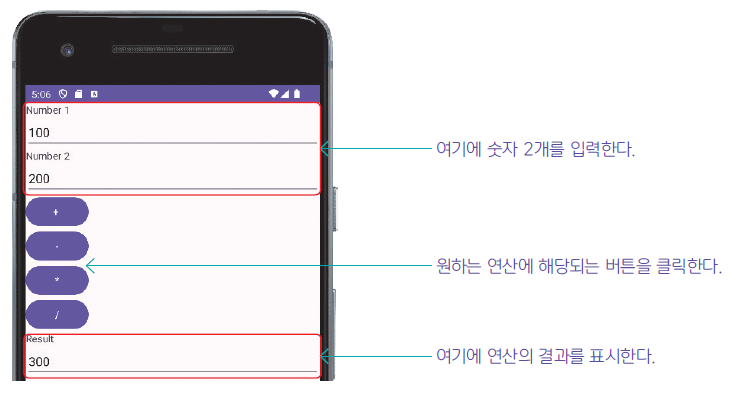 5:06
Number 1
100
여기에 숫자 2개를 입력한다.
Number 2
200
+
-
원하는 연산에 해당되는 버튼을 클릭한다.
*
/
Result
300
여기에 연산의 결과를 표시한다.